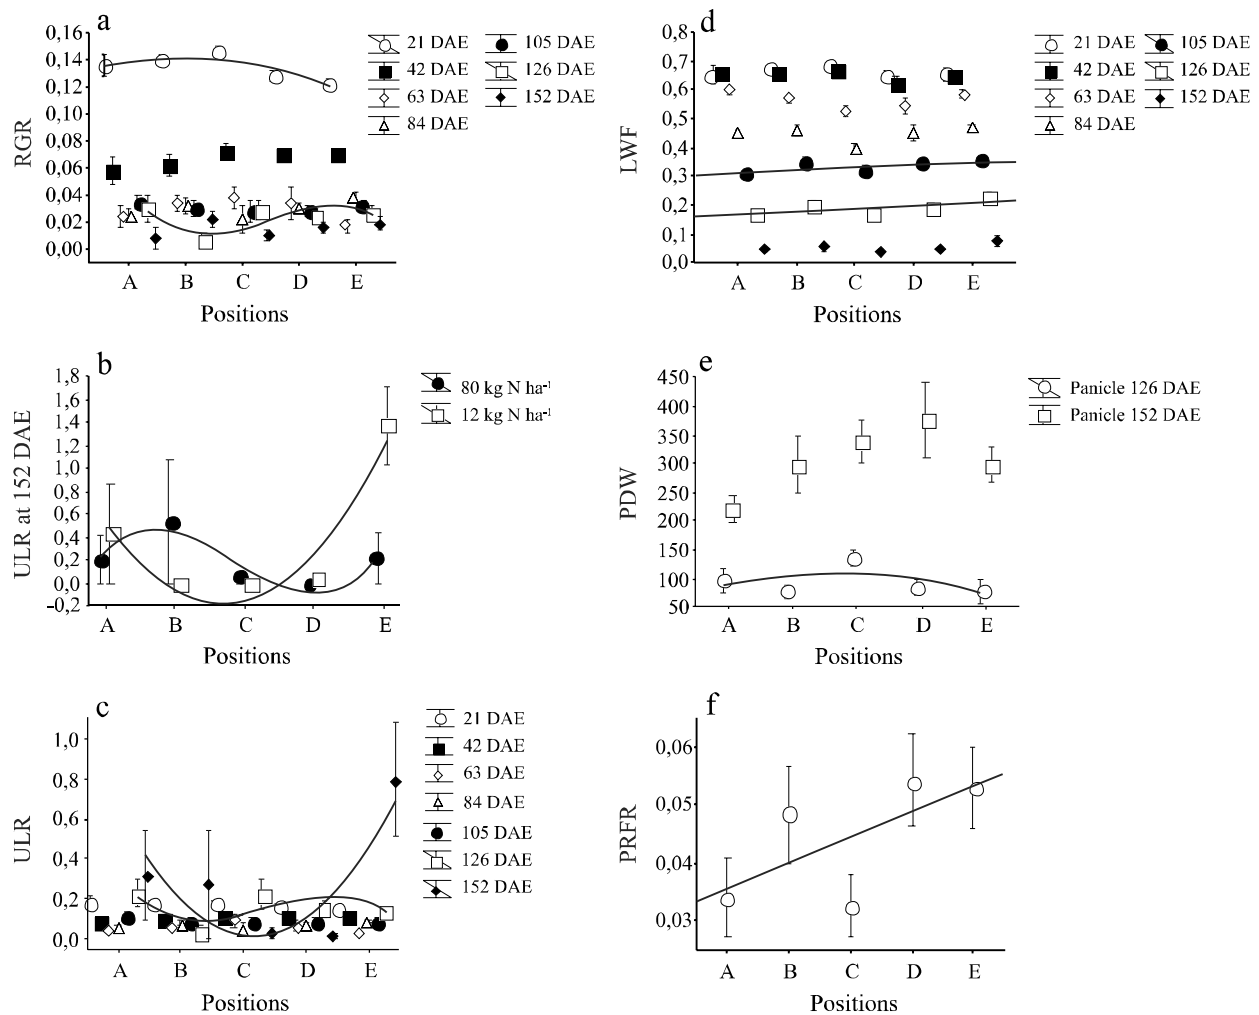 a
0,16
0,14
0,12
0,10
0,08
0,06
0,04
0,02
0,00
RGR
A B C D E
Positions
21 DAE
42 DAE
63 DAE
84 DAE
105 DAE
126 DAE
152 DAE
d
0,8
0,7
0,6
0,5
0,4
0,3
0,2
0,1
0,0
LWF
A B C D E
Positions
21 DAE
42 DAE
63 DAE
84 DAE
105 DAE
126 DAE
152 DAE
b
1,8
1,6
1,4
1,2
1,0
0,8
0,6
0,4
0,2
0,0
-0,2
ULR at 152 DAE
A B C D E
Positions
80 kg N ha-1
12 kg N ha-1
e
450
400
350
300
250
200
150
100
50
PDW
A B C D E
Positions
Panicle 126 DAE
Panicle 152 DAE
c
1,0
0,8
0,6
0,4
0,2
0,0
ULR
A B C D E
Positions
21 DAE
42 DAE
63 DAE
84 DAE
105 DAE
126 DAE
152 DAE
f
0,06
0,05
0,04
0,03
PRFR
A B C D E
Positions